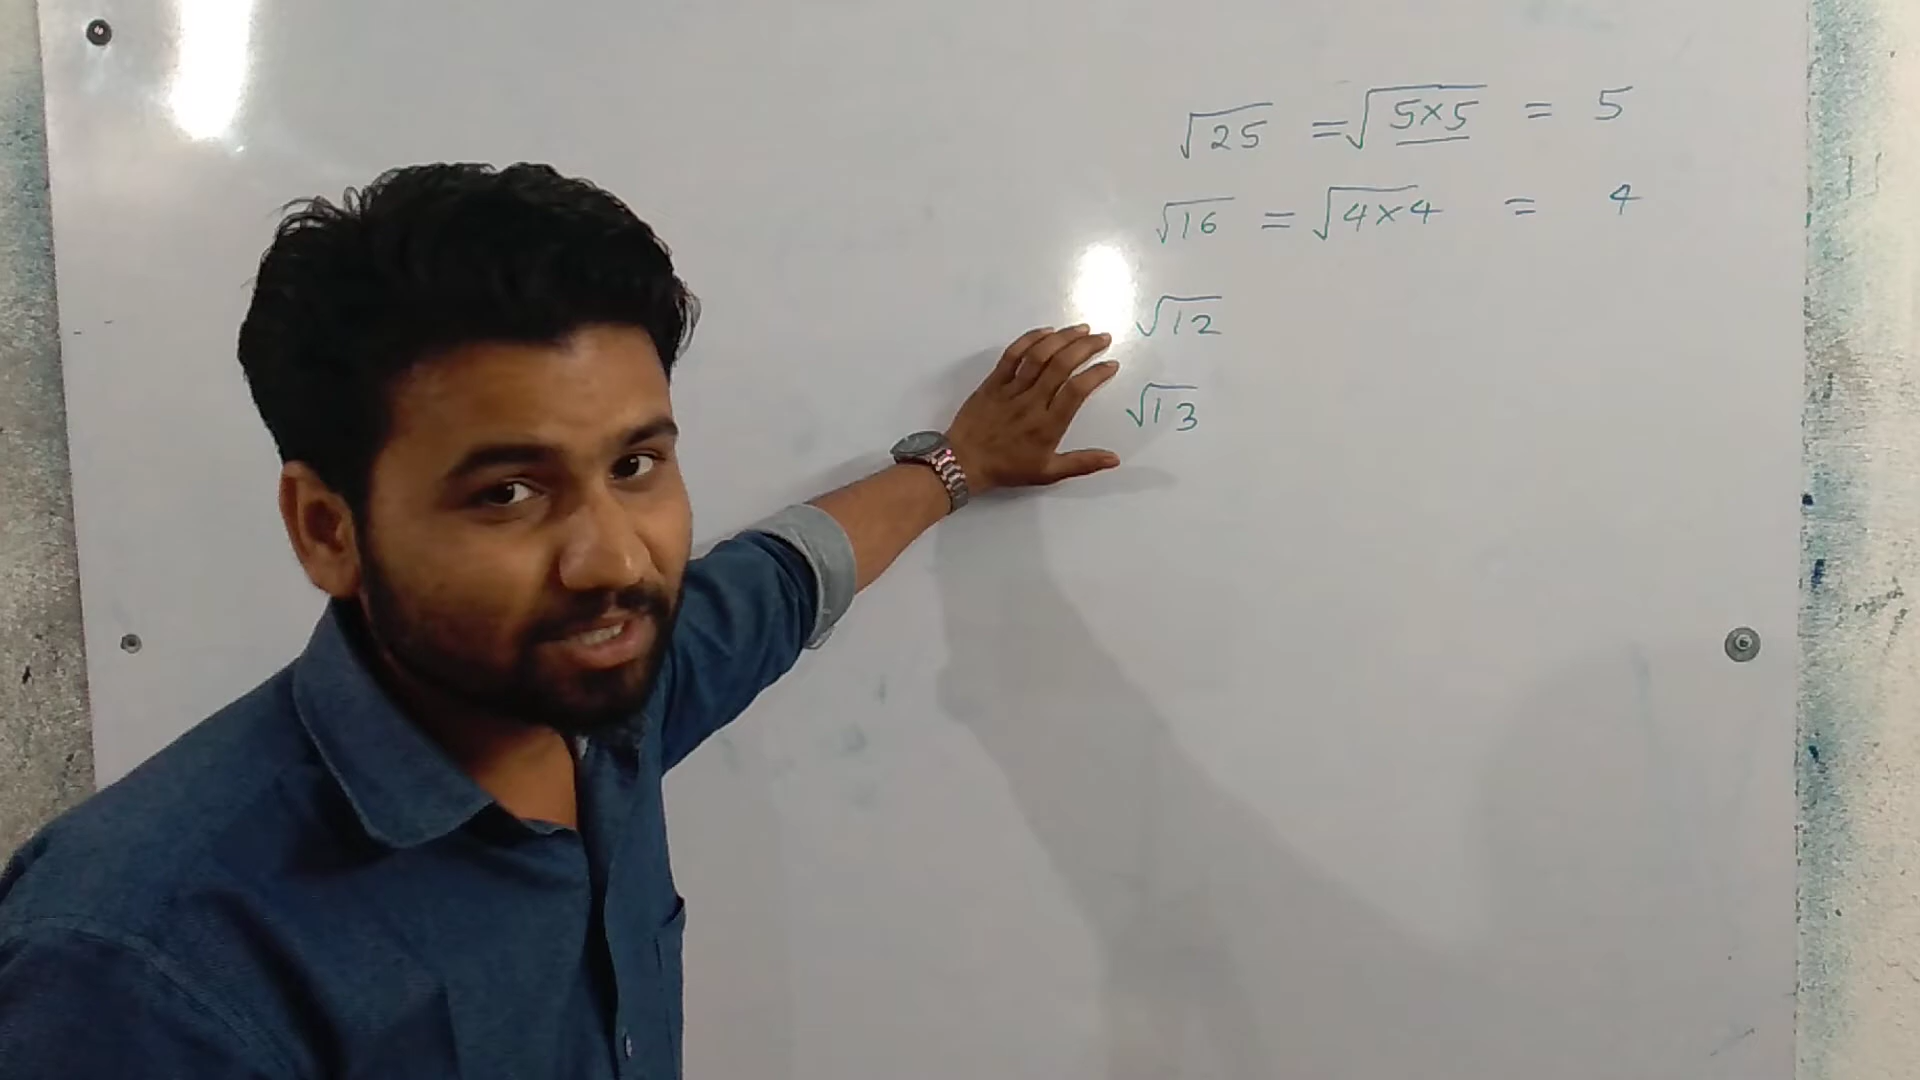 √25 = √5×5 = 5
√16 = √4×4 = 4
√12
√13